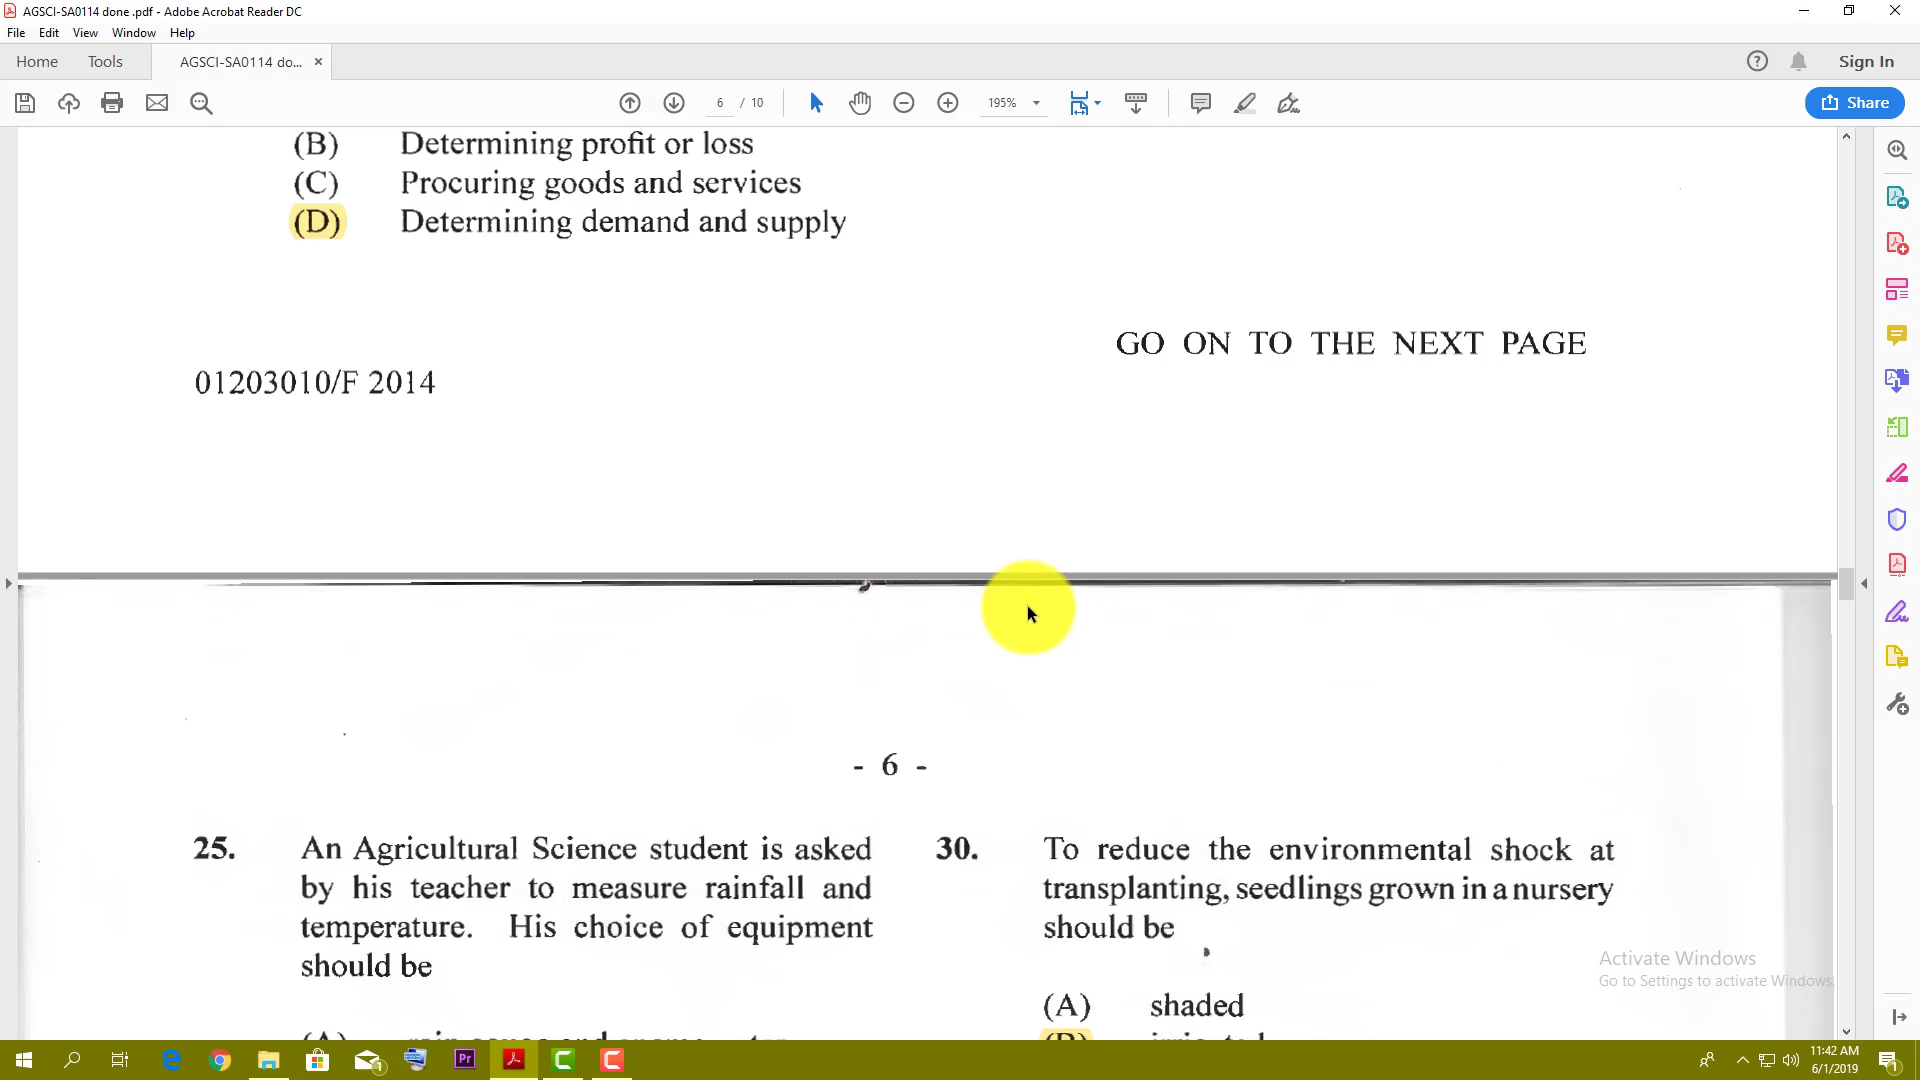 AGSCI-SA0114 done .pdf - Adobe Acrobat Reader DC
File Edit View Window Help
Home Tools AGSCI-SA0114 do... × Sign In
6 / 10 195% Share
(B) Determining profit or loss
(C) Procuring goods and services
(D) Determining demand and supply
GO ON TO THE NEXT PAGE
01203010/F 2014
- 6 -
25. An Agricultural Science student is asked
by his teacher to measure rainfall and
temperature. His choice of equipment
should be
30. To reduce the environmental shock at
transplanting, seedlings grown in a nursery
should be
(A) shaded
Activate Windows
Go to Settings to activate Windows.
11:42 AM
6/1/2019